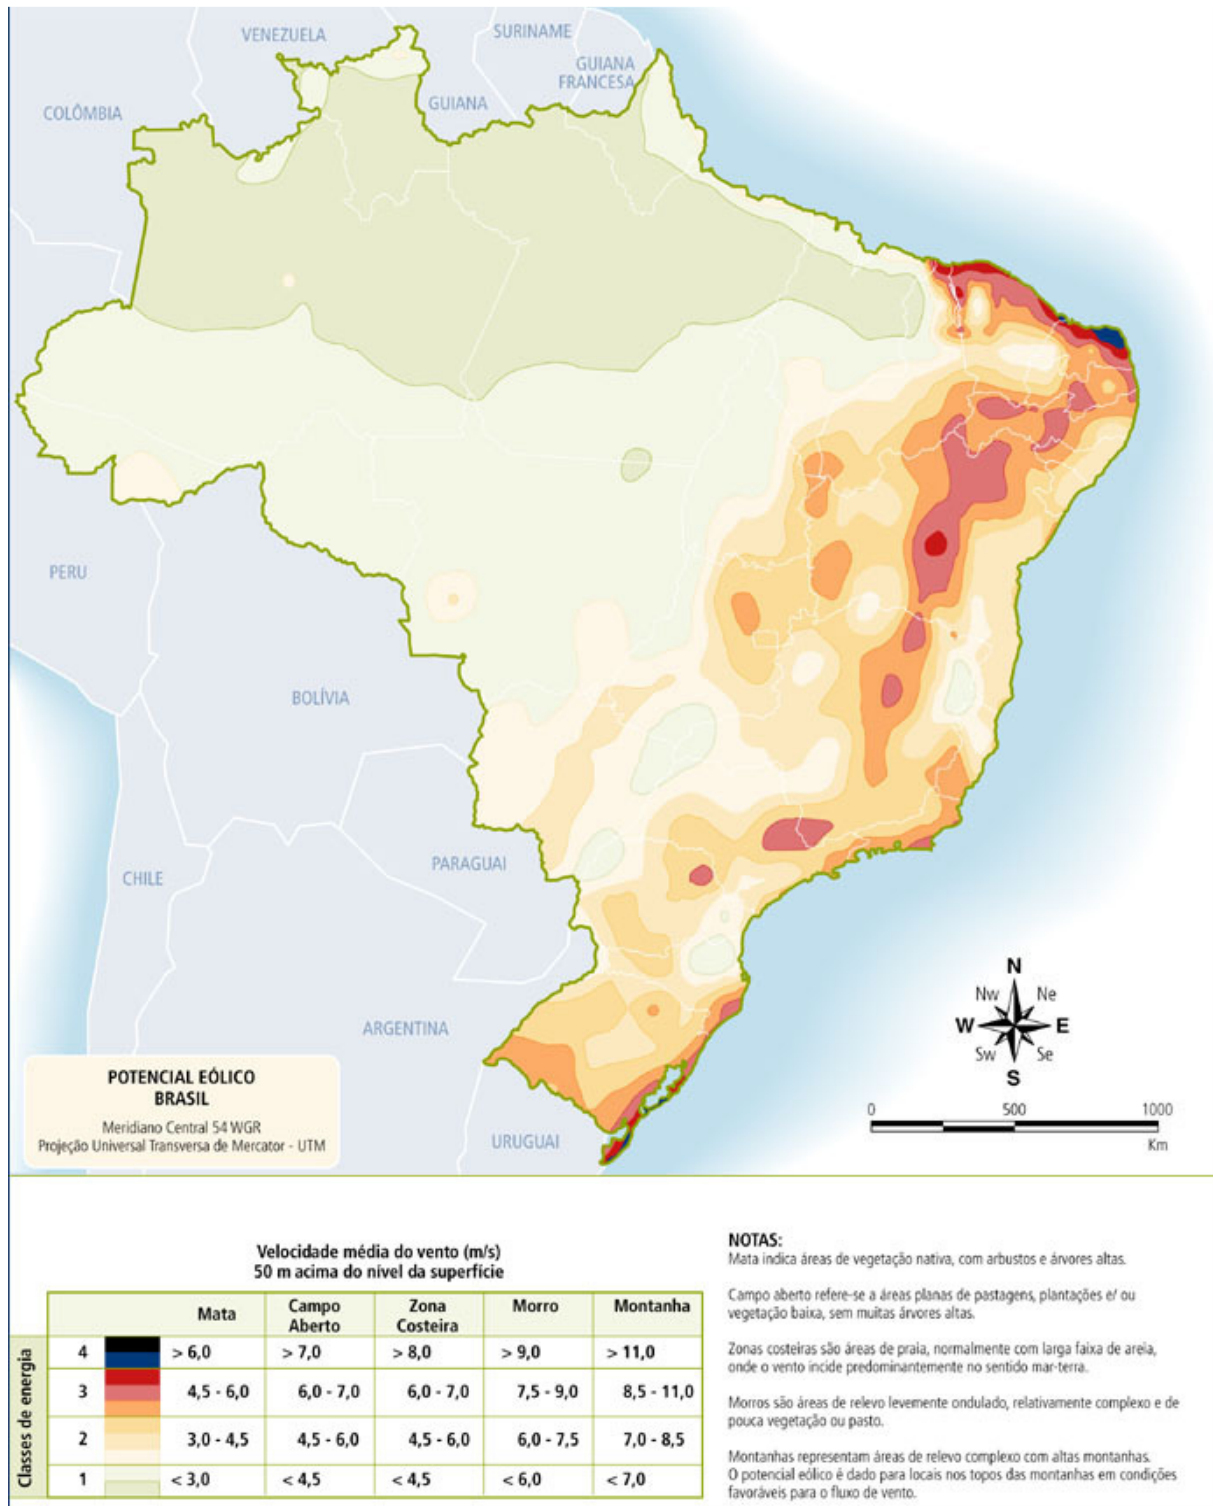 VENEZUELA
SURINAME
GUIANA
FRANCESA
COLÔMBIA
GUIANA
PERU
BOLÍVIA
PARAGUAI
CHILE
ARGENTINA
URUGUAI
N
Nw
Ne
W
E
Sw
Se
S
0
500
1000
Km
POTENCIAL EÓLICO
BRASIL
Meridiano Central 54 WGR
Projeção Universal Transversa de Mercator - UTM
Velocidade média do vento (m/s)
50 m acima do nível da superfície
Classes de energia
Mata
Campo
Aberto
Zona
Costeira
Morro
Montanha
4 > 6,0 > 7,0 > 8,0 > 9,0 > 11,0
3 4,5 - 6,0 6,0 - 7,0 6,0 - 7,0 7,5 - 9,0 8,5 - 11,0
2 3,0 - 4,5 4,5 - 6,0 4,5 - 6,0 6,0 - 7,5 7,0 - 8,5
1 < 3,0 < 4,5 < 4,5 < 6,0 < 7,0
NOTAS:
Mata indica áreas de vegetação nativa, com arbustos e árvores altas.
Campo aberto refere-se a áreas planas de pastagens, plantações e/ ou
vegetação baixa, sem muitas árvores altas.
Zonas costeiras são áreas de praia, normalmente com larga faixa de areia,
onde o vento incide predominantemente no sentido mar-terra.
Morros são áreas de relevo levemente ondulado, relativamente complexo e de
pouca vegetação ou pasto.
Montanhas representam áreas de relevo complexo com altas montanhas.
O potencial eólico é dado para locais nos topos das montanhas em condições
favoráveis para o fluxo de vento.